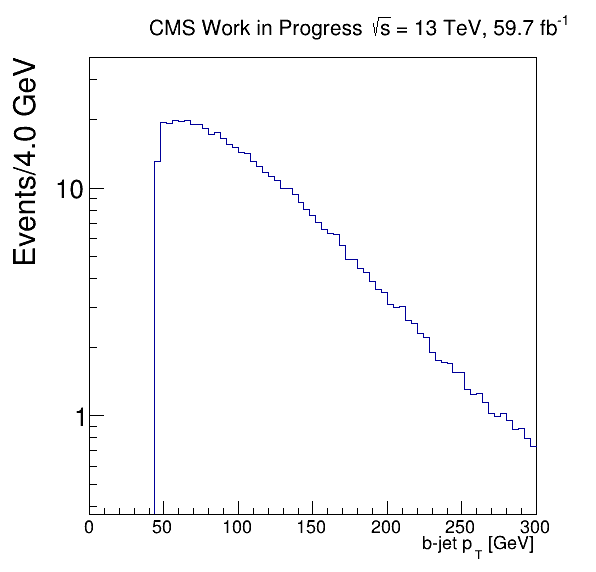 CMS Work in Progress √s = 13 TeV, 59.7 fb⁻¹
Events/4.0 GeV
10
1
0 50 100 150 200 250 300
b-jet p_T [GeV]